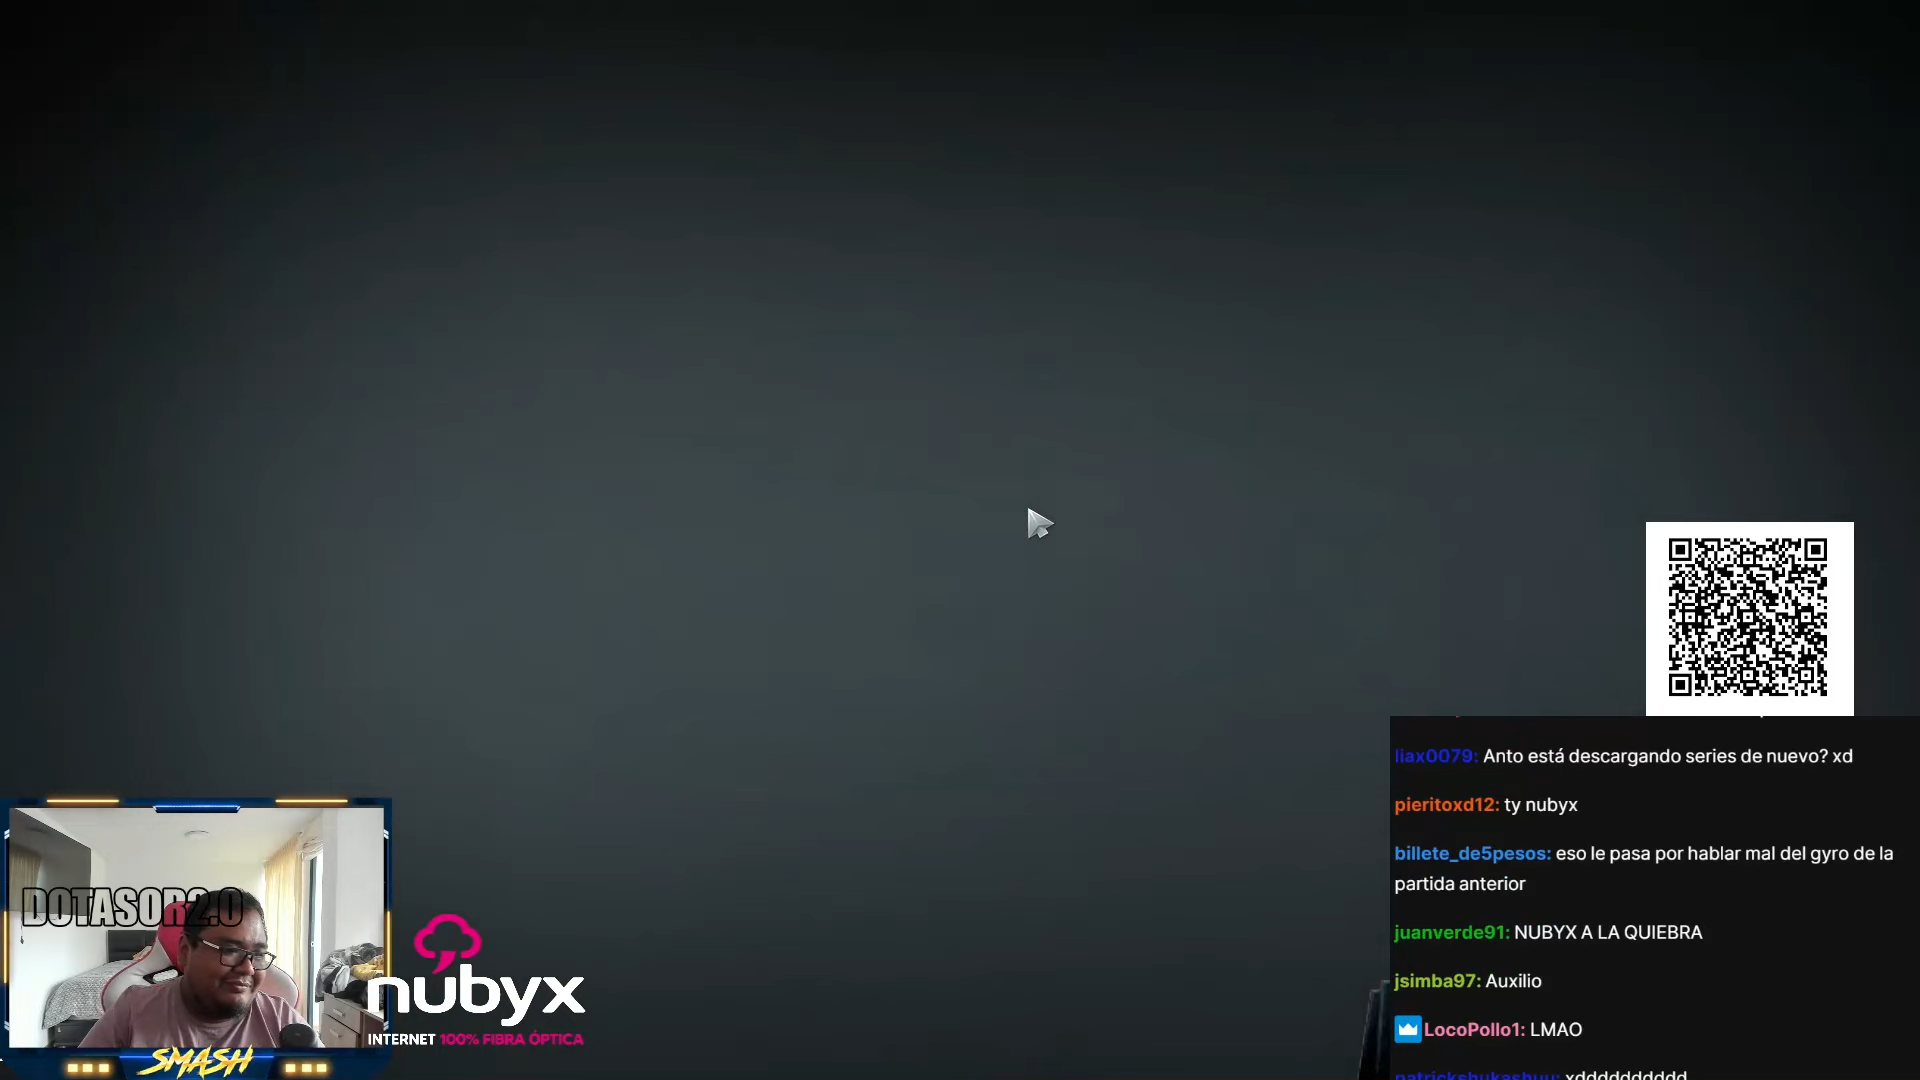 liax0079: Anto está descargando series de nuevo? xd
pieritoxd12: ty nubyx
billete_de5pesos: eso le pasa por hablar mal del gyro de la
partida anterior
juanverde91: NUBYX A LA QUIEBRA
jsimba97: Auxilio
LocoPollo1: LMAO
patrickshukashuu: xdddddddddd
DOTASOR2.0
nubyx
INTERNET 100% FIBRA ÓPTICA
SMASH